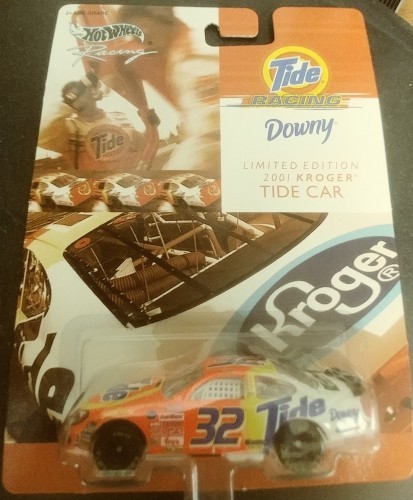 HOT WHEELS
Racing
Tide
RACING
Downy
LIMITED EDITION
2001 KROGER
TIDE CAR
Tide
Kroger
32
Tide
Downy